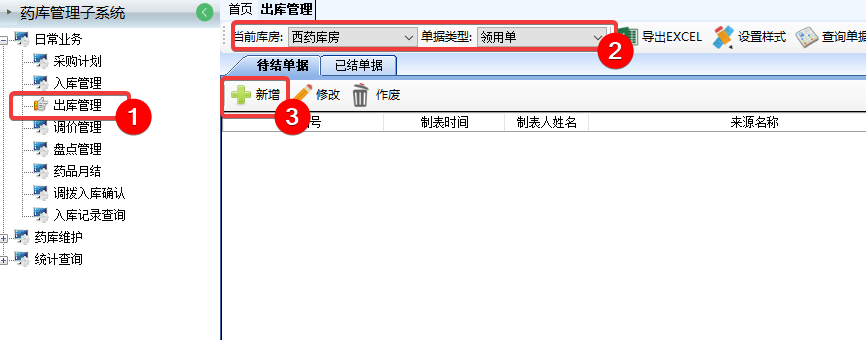 药库管理子系统
日常业务
采购计划
入库管理
出库管理
1
调价管理
盘点管理
药品月结
调拨入库确认
入库记录查询
药库维护
统计查询
首页 出库管理
当前库房: 西药库房 单据类型: 领用单 2 导出EXCEL 设置样式 查询单据
待结单据 已结单据
新增 3 修改 作废
号 制表时间 制表人姓名 来源名称